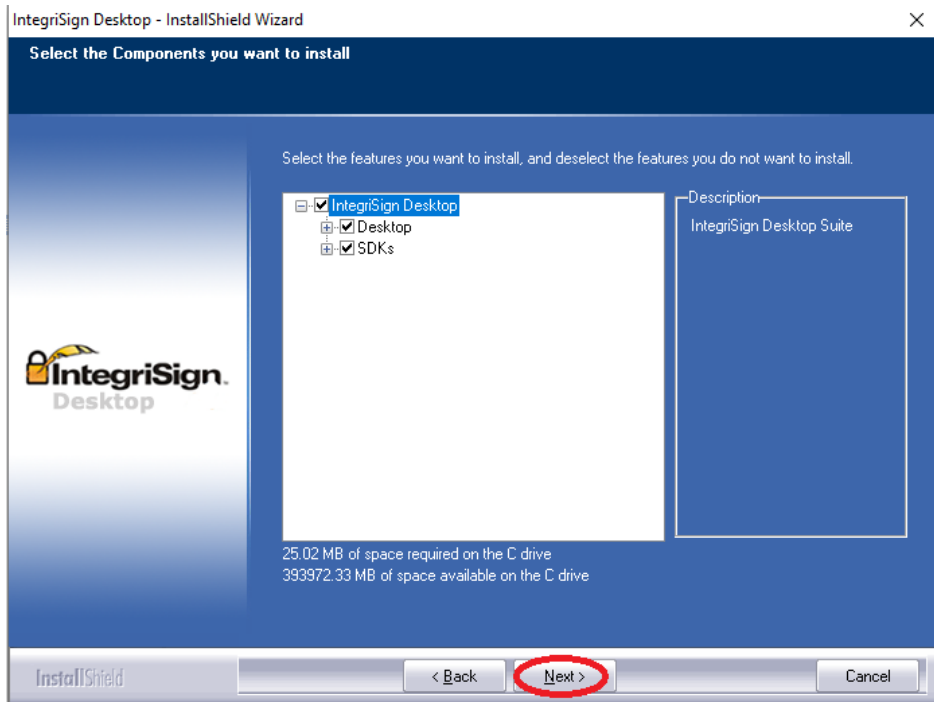 IntegriSign Desktop - InstallShield Wizard
Select the Components you want to install
Select the features you want to install, and deselect the features you do not want to install.
IntegriSign Desktop
Desktop
SDKs
Description
IntegriSign Desktop Suite
IntegriSign.
Desktop
25.02 MB of space required on the C drive
393972.33 MB of space available on the C drive
InstallShield
< Back
Next >
Cancel